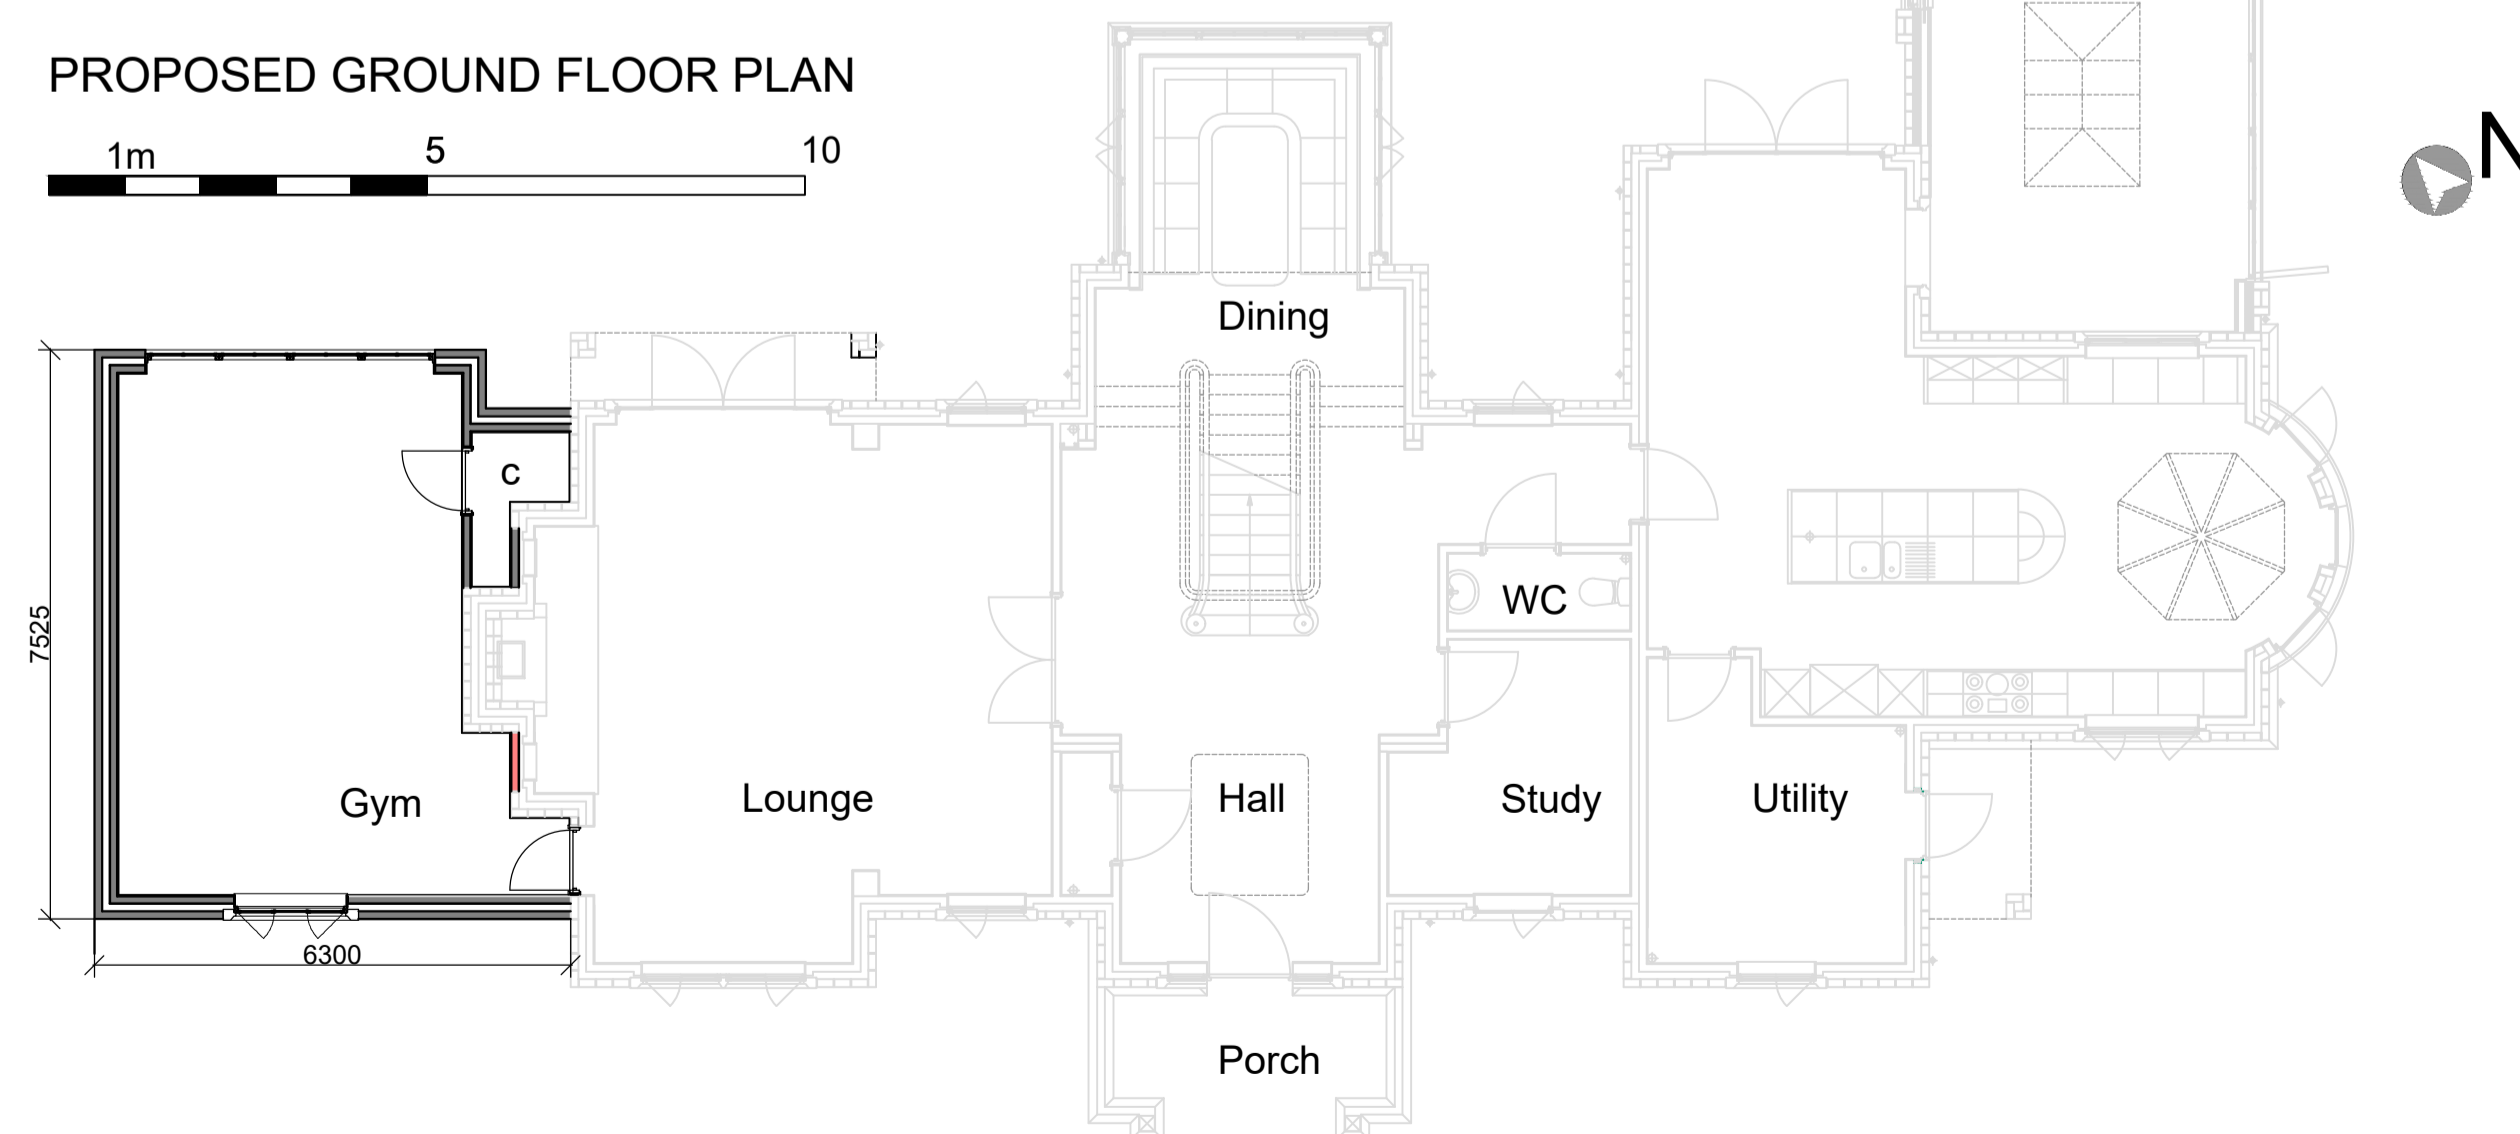 PROPOSED GROUND FLOOR PLAN
1m 5 10
N
Dining
c
WC
7525
Gym
Lounge
Hall
Study
Utility
6300
Porch